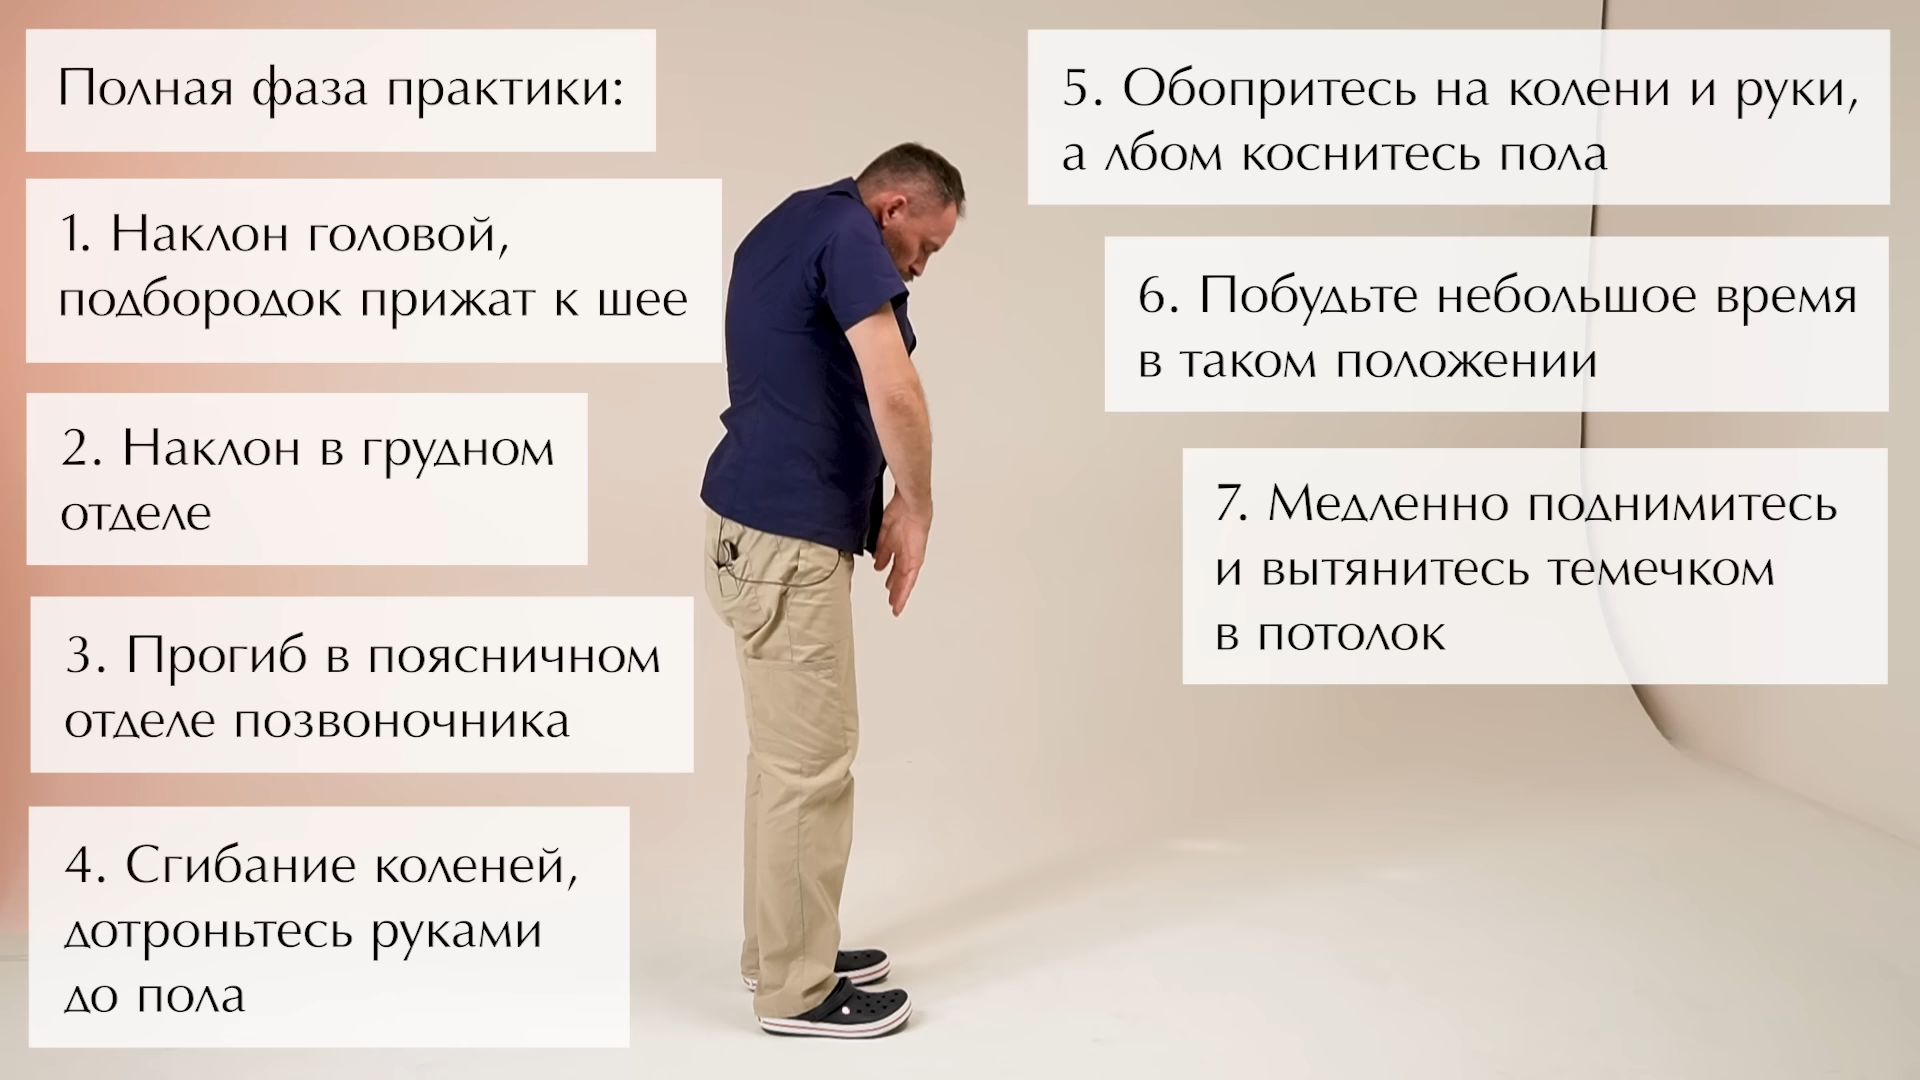 Полная фаза практики:
1. Наклон головой,
подбородок прижат к шее
2. Наклон в грудном
отделе
3. Прогиб в поясничном
отделе позвоночника
4. Сгибание коленей,
дотроньтесь руками
до пола
5. Обопритесь на колени и руки,
а лбом коснитесь пола
6. Побудьте небольшое время
в таком положении
7. Медленно поднимитесь
и вытянитесь темечком
в потолок